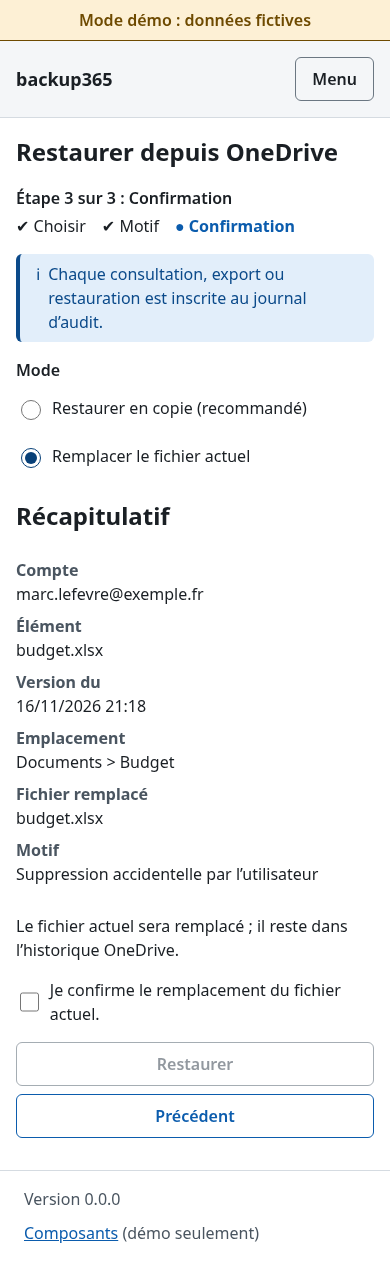 Mode démo : données fictives
backup365
Menu
Restaurer depuis OneDrive
Étape 3 sur 3 : Confirmation
✔ Choisir ✔ Motif ● Confirmation
i Chaque consultation, export ou
restauration est inscrite au journal
d’audit.
Mode
Restaurer en copie (recommandé)
Remplacer le fichier actuel
Récapitulatif
Compte
marc.lefevre@exemple.fr
Élément
budget.xlsx
Version du
16/11/2026 21:18
Emplacement
Documents > Budget
Fichier remplacé
budget.xlsx
Motif
Suppression accidentelle par l’utilisateur
Le fichier actuel sera remplacé ; il reste dans
l’historique OneDrive.
Je confirme le remplacement du fichier
actuel.
Restaurer
Précédent
Version 0.0.0
Composants (démo seulement)